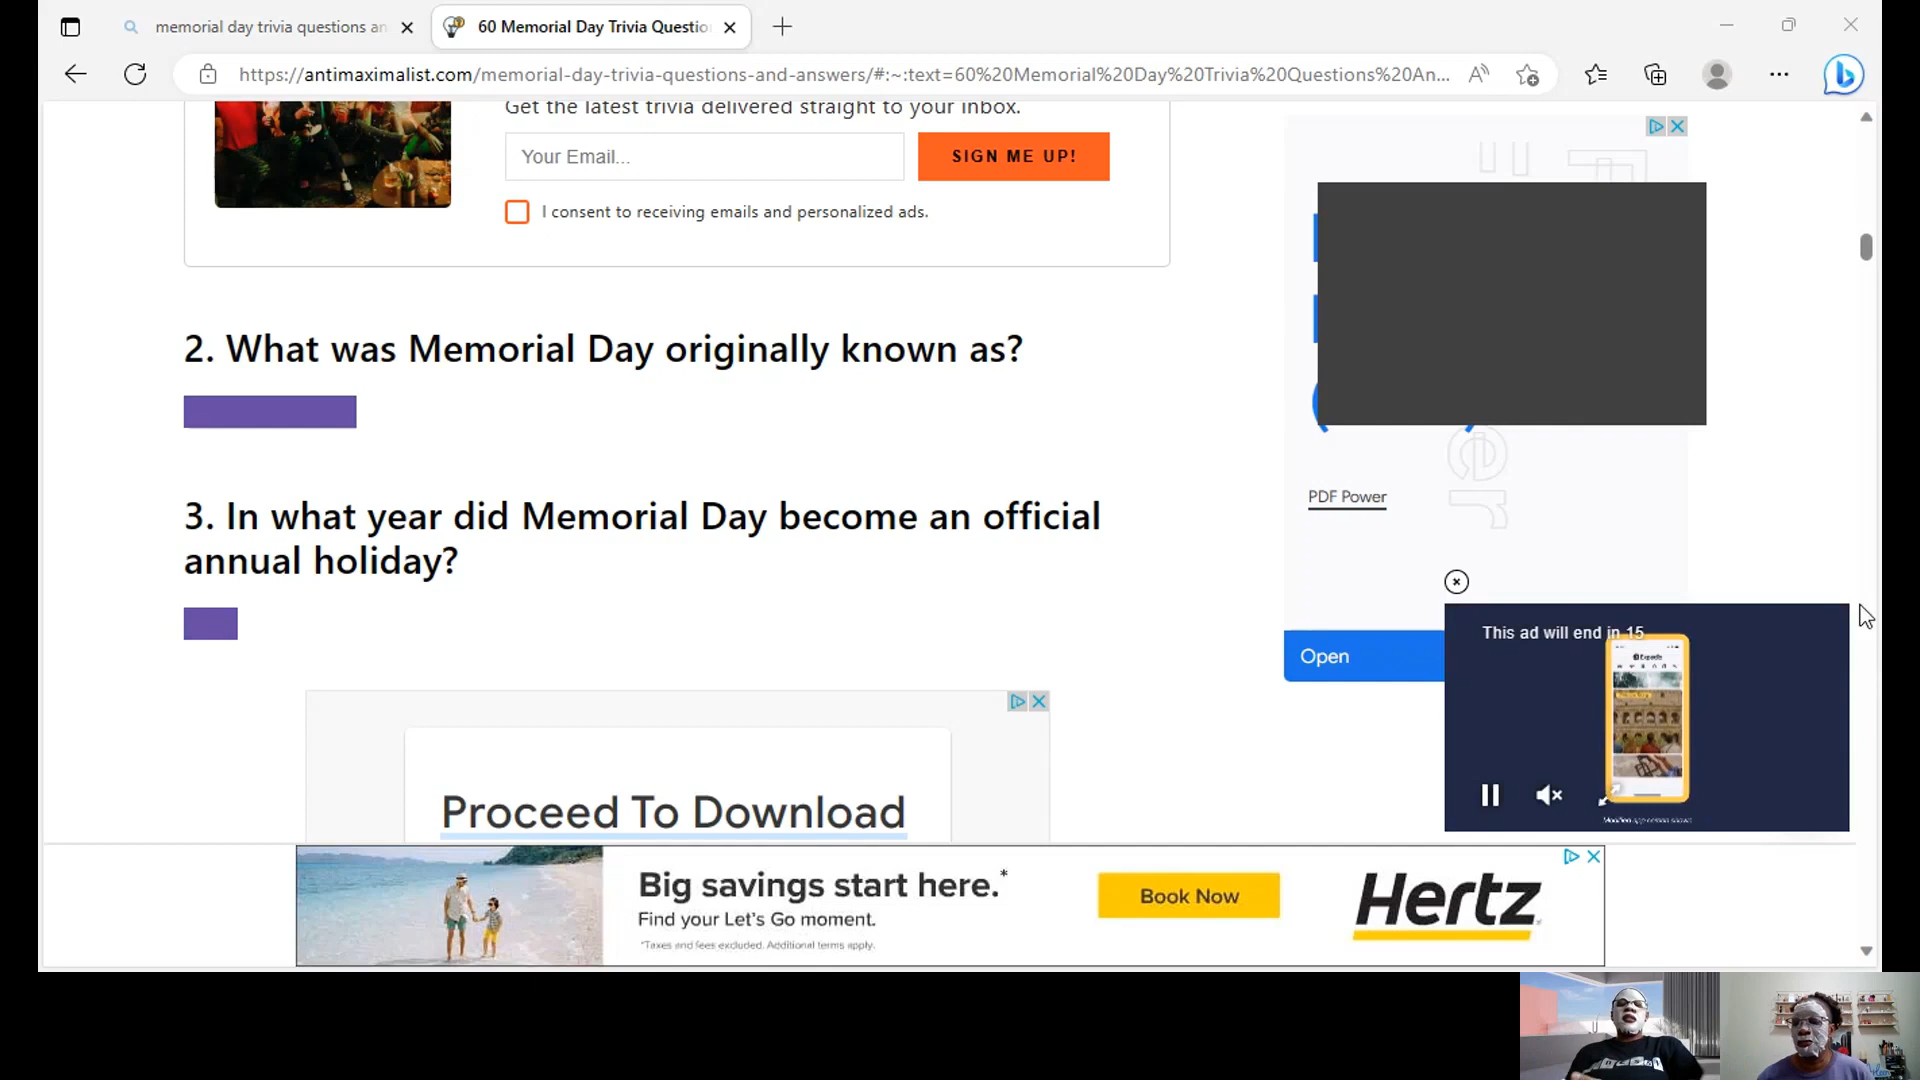 memorial day trivia questions an
60 Memorial Day Trivia Questio
https://antimaximalist.com/memorial-day-trivia-questions-and-answers/#:~:text=60%20Memorial%20Day%20Trivia%20Questions%20An...
Get the latest trivia delivered straight to your inbox.
Your Email...
SIGN ME UP!
I consent to receiving emails and personalized ads.
2. What was Memorial Day originally known as?
3. In what year did Memorial Day become an official
annual holiday?
PDF Power
Open
This ad will end in 15
Expedia
Modified app screen shown
Proceed To Download
Big savings start here.*
Find your Let's Go moment.
*Taxes and fees excluded. Additional terms apply.
Book Now
Hertz